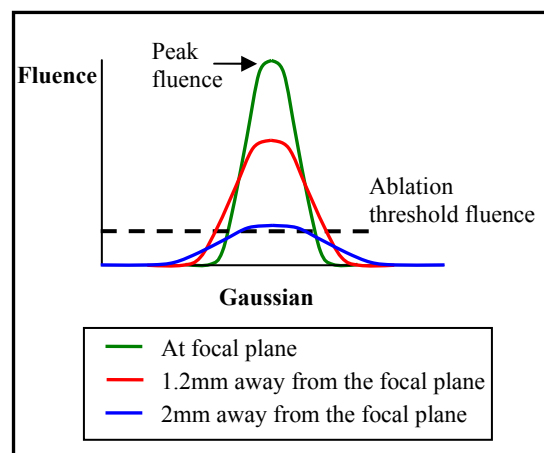 Peak
fluence
Fluence
Ablation
threshold fluence
Gaussian
At focal plane
1.2mm away from the focal plane
2mm away from the focal plane